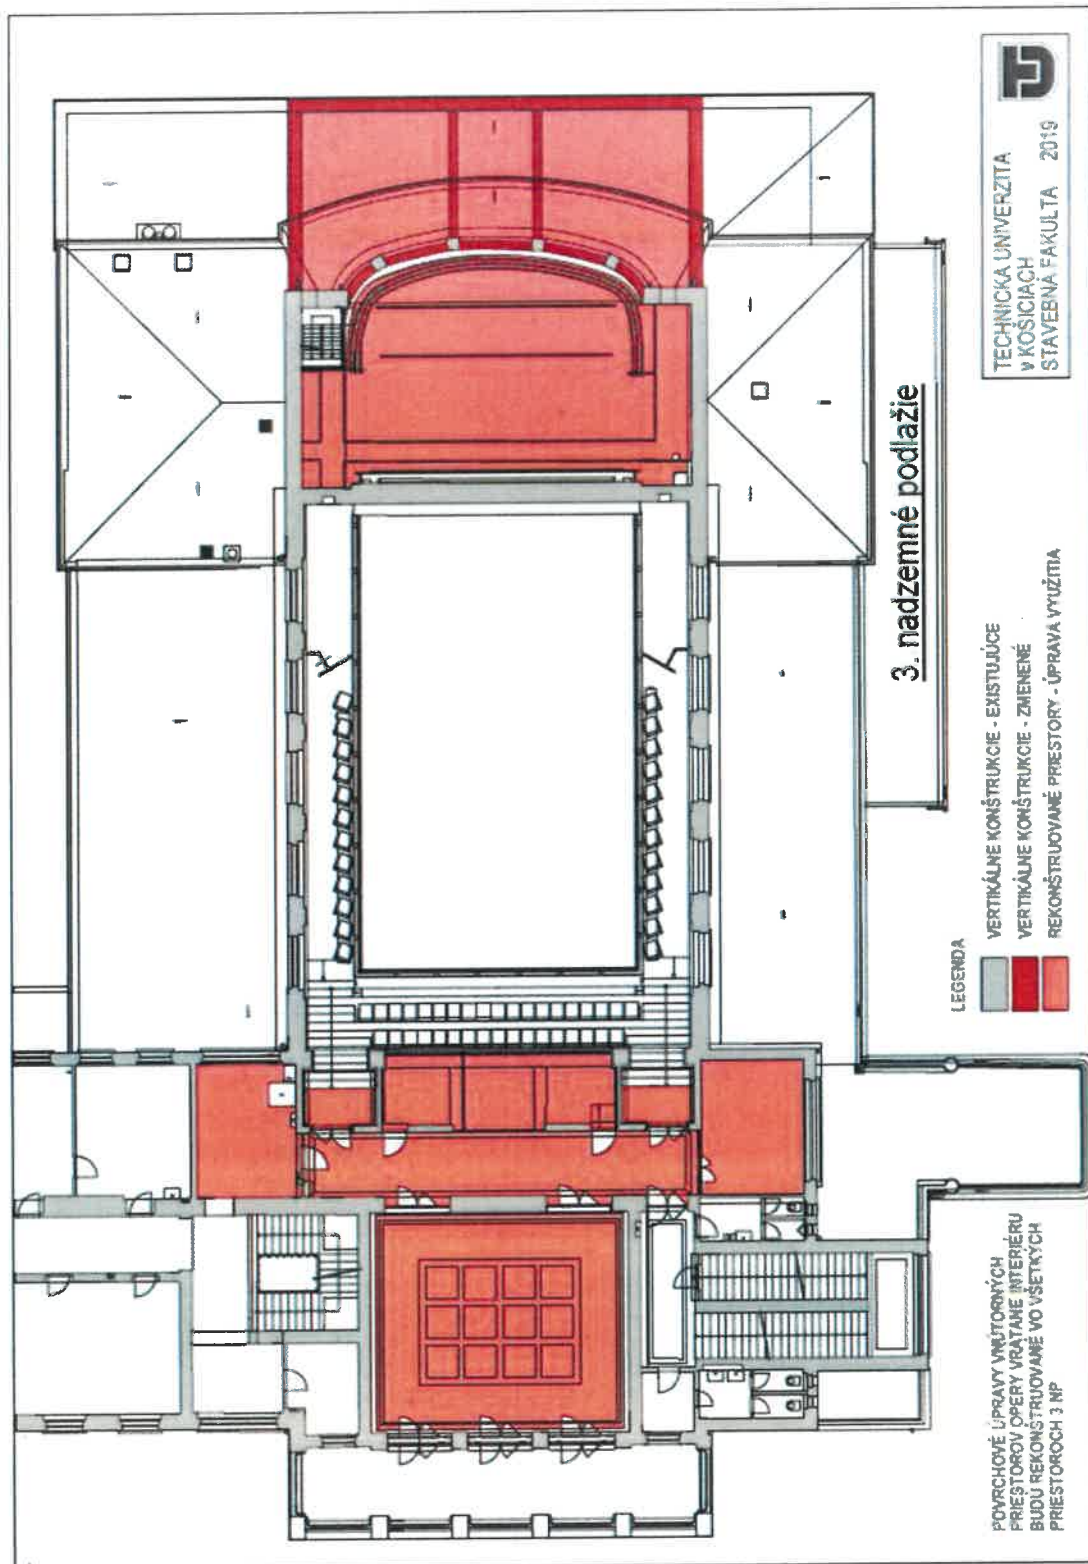 3. nadzemné podlažie
LEGENDA
VERTIKÁLNE KONŠTRUKCIE - EXISTUJÚCE
VERTIKÁLNE KONŠTRUKCIE - ZMENENÉ
REKONŠTRUOVANÉ PRIESTORY - ÚPRAVA VYUŽITIA
POVRCHOVÉ ÚPRAVY VNÚTORNÝCH
PRIESTOROV OPERY VRÁTANE INTERIÉRU
BUDÚ REKONŠTRUOVANÉ VO VŠETKÝCH
PRIESTOROCH 3 NP
TECHNICKÁ UNIVERZITA
V KOŠICIACH
STAVEBNÁ FAKULTA 2019